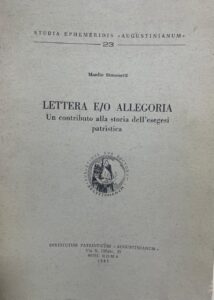 STUDIA EPHEMERIDIS «AUGUSTINIANUM»
23
Manlio Simonetti
LETTERA E/O ALLEGORIA
Un contributo alla storia dell'esegesi
patristica
INSTITUTUM PATRISTICUM «AUGUSTINIANUM»
ROMA